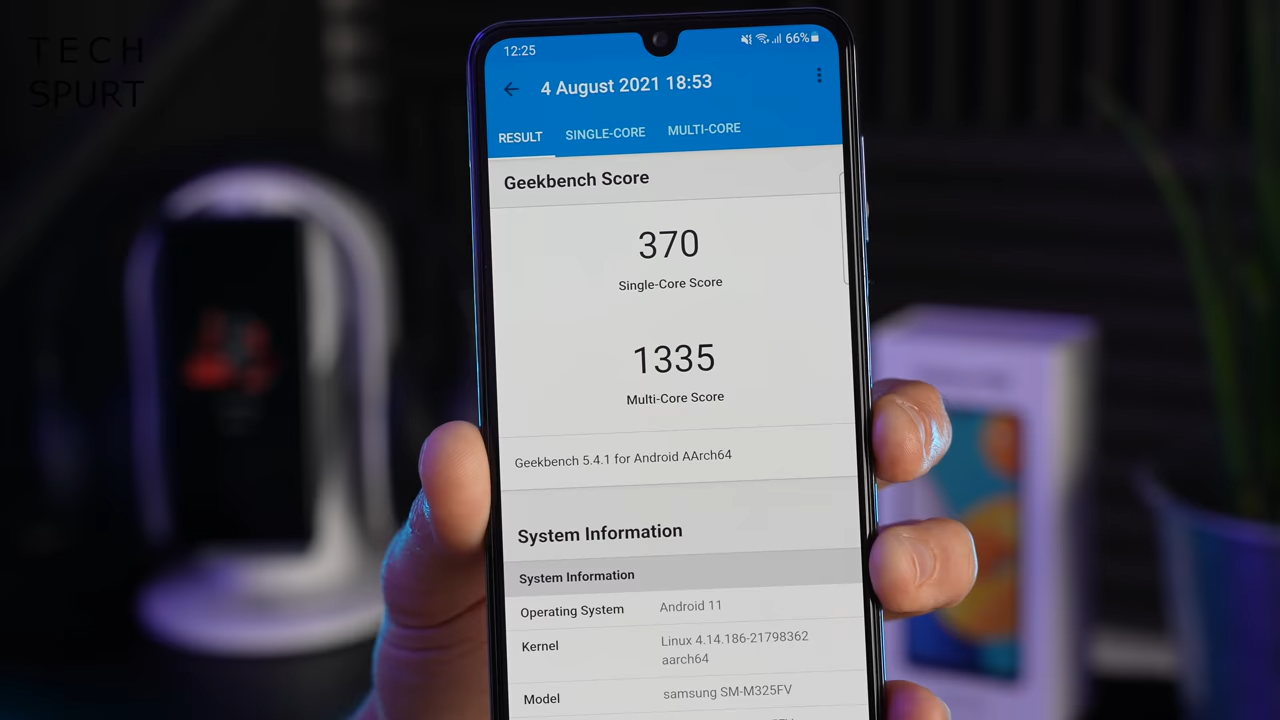 TECH
SPURT
12:25
66%
4 August 2021 18:53
RESULT
SINGLE-CORE
MULTI-CORE
Geekbench Score
370
Single-Core Score
1335
Multi-Core Score
Geekbench 5.4.1 for Android AArch64
System Information
System Information
Operating System Android 11
Kernel Linux 4.14.186-21798362
aarch64
Model samsung SM-M325FV